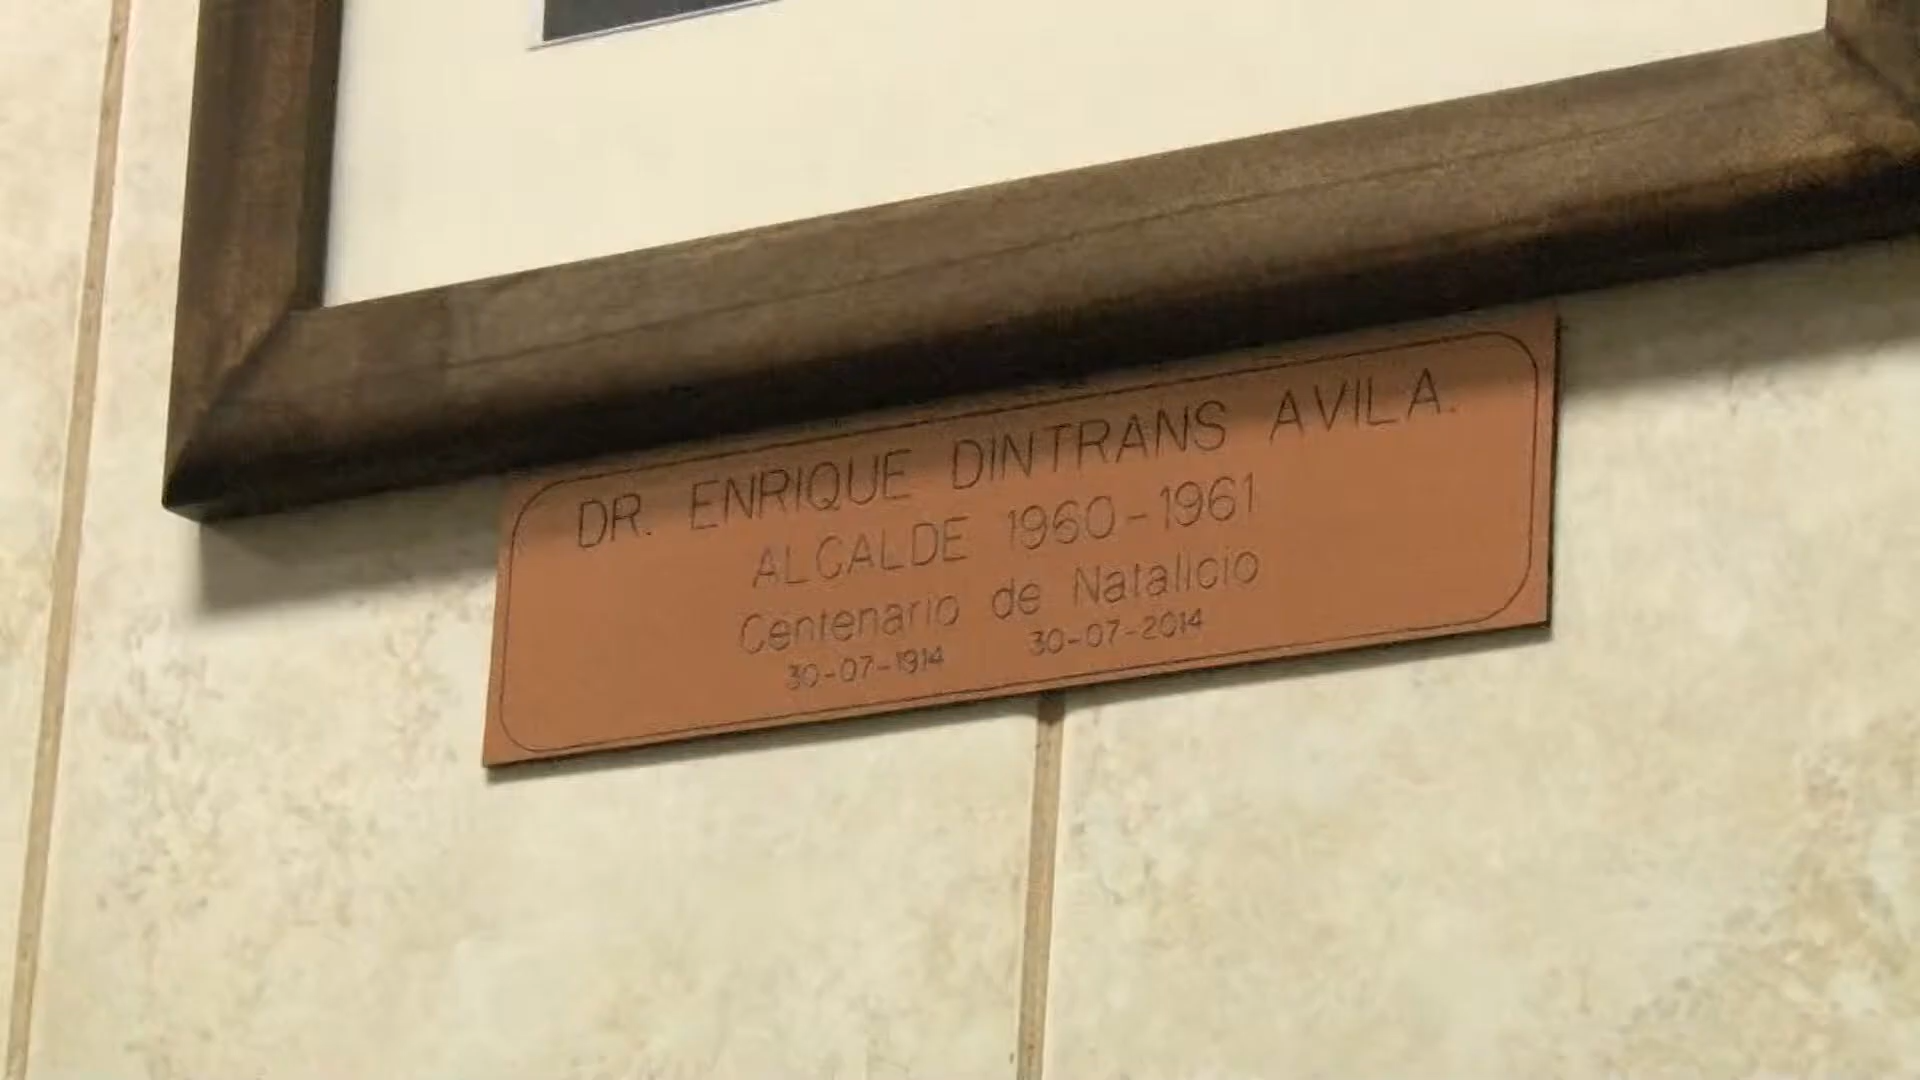 DR. ENRIQUE DINTRANS AVILA.
ALCALDE 1960-1961
Centenario de Natalicio
30-07-1914 30-07-2014